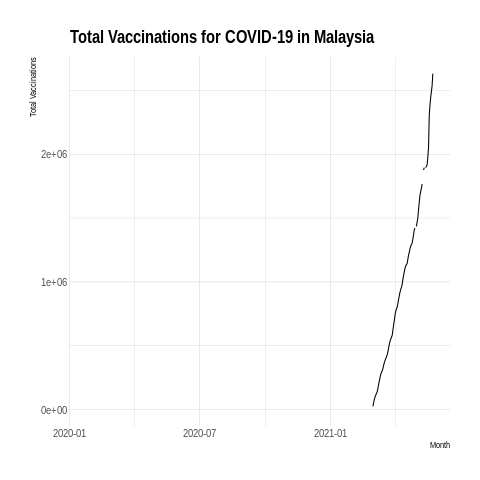 Total Vaccinations for COVID-19 in Malaysia
Total Vaccinations
2e+06
1e+06
0e+00
2020-01
2020-07
2021-01
Month